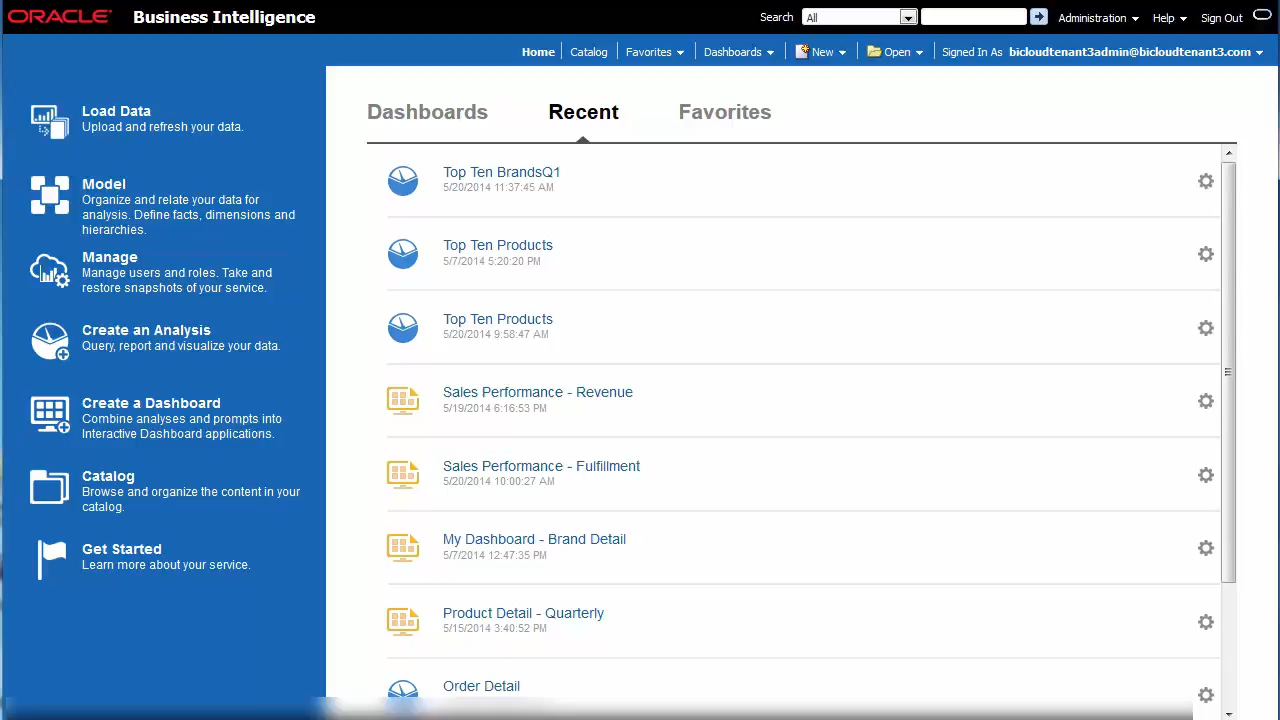 ORACLE Business Intelligence Search All Administration Help Sign Out
Home Catalog Favorites Dashboards New Open Signed In As bicloudtenant3admin@bicloudtenant3.com
Load Data
Upload and refresh your data.
Model
Organize and relate your data for
analysis. Define facts, dimensions and
hierarchies.
Manage
Manage users and roles. Take and
restore snapshots of your service.
Create an Analysis
Query, report and visualize your data.
Create a Dashboard
Combine analyses and prompts into
Interactive Dashboard applications.
Catalog
Browse and organize the content in your
catalog.
Get Started
Learn more about your service.
Dashboards Recent Favorites
Top Ten BrandsQ1
5/20/2014 11:37:45 AM
Top Ten Products
5/7/2014 5:20:20 PM
Top Ten Products
5/20/2014 9:58:47 AM
Sales Performance - Revenue
5/19/2014 6:16:53 PM
Sales Performance - Fulfillment
5/20/2014 10:00:27 AM
My Dashboard - Brand Detail
5/7/2014 12:47:35 PM
Product Detail - Quarterly
5/15/2014 3:40:52 PM
Order Detail